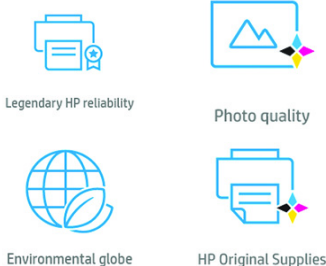 Legendary HP reliability
Photo quality
Environmental globe
HP Original Supplies